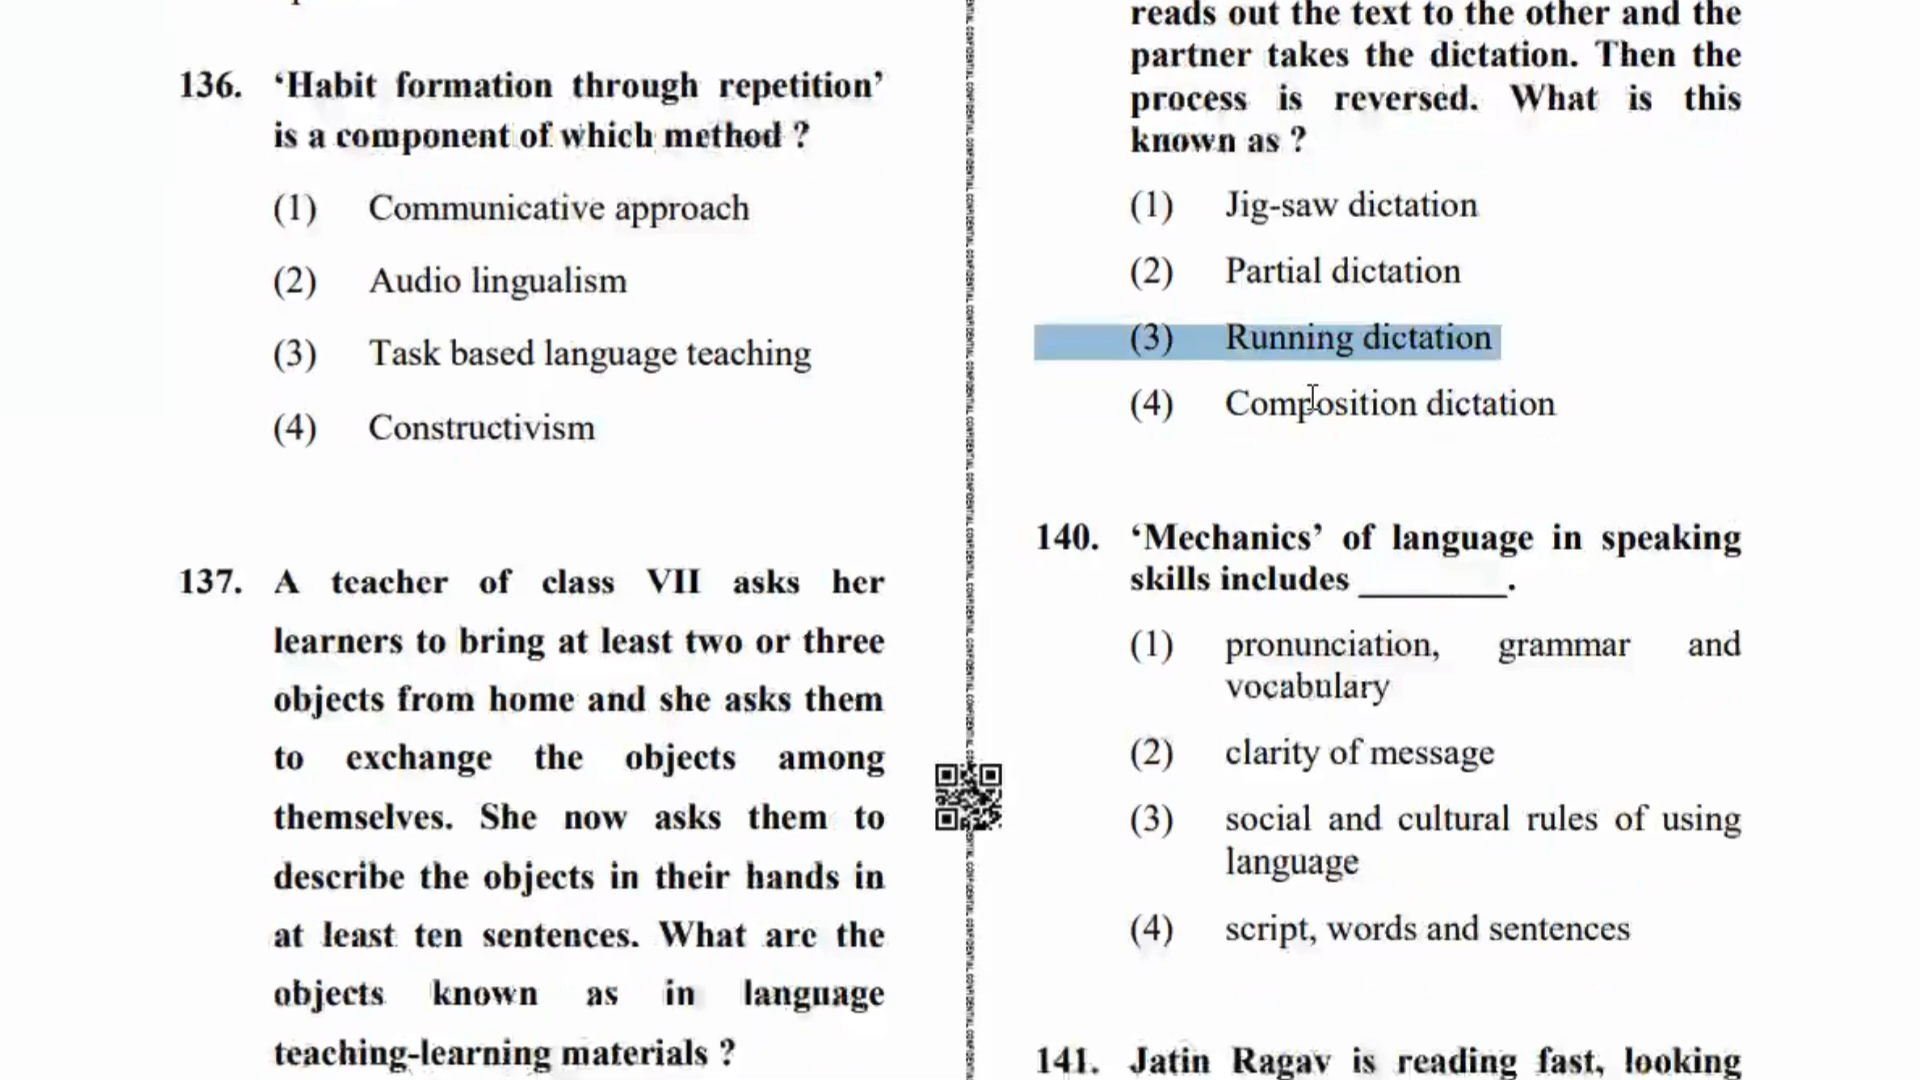 136. ‘Habit formation through repetition’
is a component of which method ?
(1) Communicative approach
(2) Audio lingualism
(3) Task based language teaching
(4) Constructivism
137. A teacher of class VII asks her
learners to bring at least two or three
objects from home and she asks them
to exchange the objects among
themselves. She now asks them to
describe the objects in their hands in
at least ten sentences. What are the
objects known as in language
teaching-learning materials ?
reads out the text to the other and the
partner takes the dictation. Then the
process is reversed. What is this
known as ?
(1) Jig-saw dictation
(2) Partial dictation
(3) Running dictation
(4) Composition dictation
140. ‘Mechanics’ of language in speaking
skills includes ________.
(1) pronunciation, grammar and
vocabulary
(2) clarity of message
(3) social and cultural rules of using
language
(4) script, words and sentences
141. Jatin Ragav is reading fast, looking